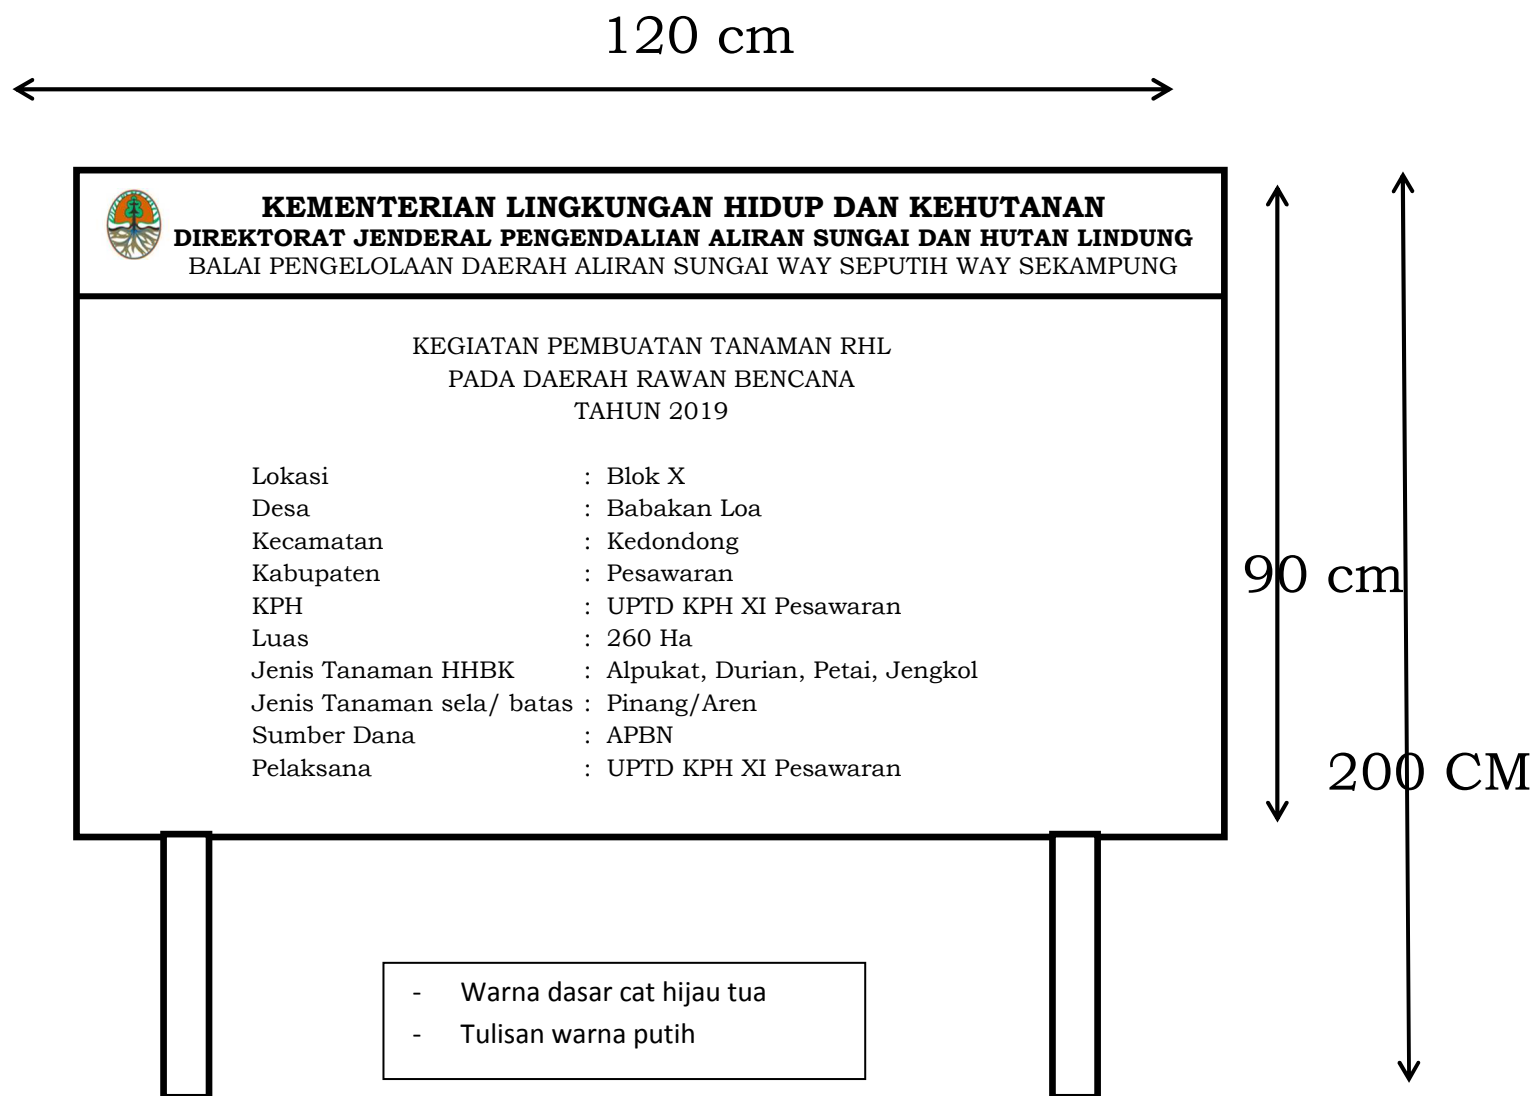 120 cm
KEMENTERIAN LINGKUNGAN HIDUP DAN KEHUTANAN
DIREKTORAT JENDERAL PENGENDALIAN ALIRAN SUNGAI DAN HUTAN LINDUNG
BALAI PENGELOLAAN DAERAH ALIRAN SUNGAI WAY SEPUTIH WAY SEKAMPUNG
KEGIATAN PEMBUATAN TANAMAN RHL
PADA DAERAH RAWAN BENCANA
TAHUN 2019
Lokasi : Blok X
Desa : Babakan Loa
Kecamatan : Kedondong
Kabupaten : Pesawaran
KPH : UPTD KPH XI Pesawaran
Luas : 260 Ha
Jenis Tanaman HHBK : Alpukat, Durian, Petai, Jengkol
Jenis Tanaman sela/ batas : Pinang/Aren
Sumber Dana : APBN
Pelaksana : UPTD KPH XI Pesawaran
90 cm
200 CM
- Warna dasar cat hijau tua
- Tulisan warna putih